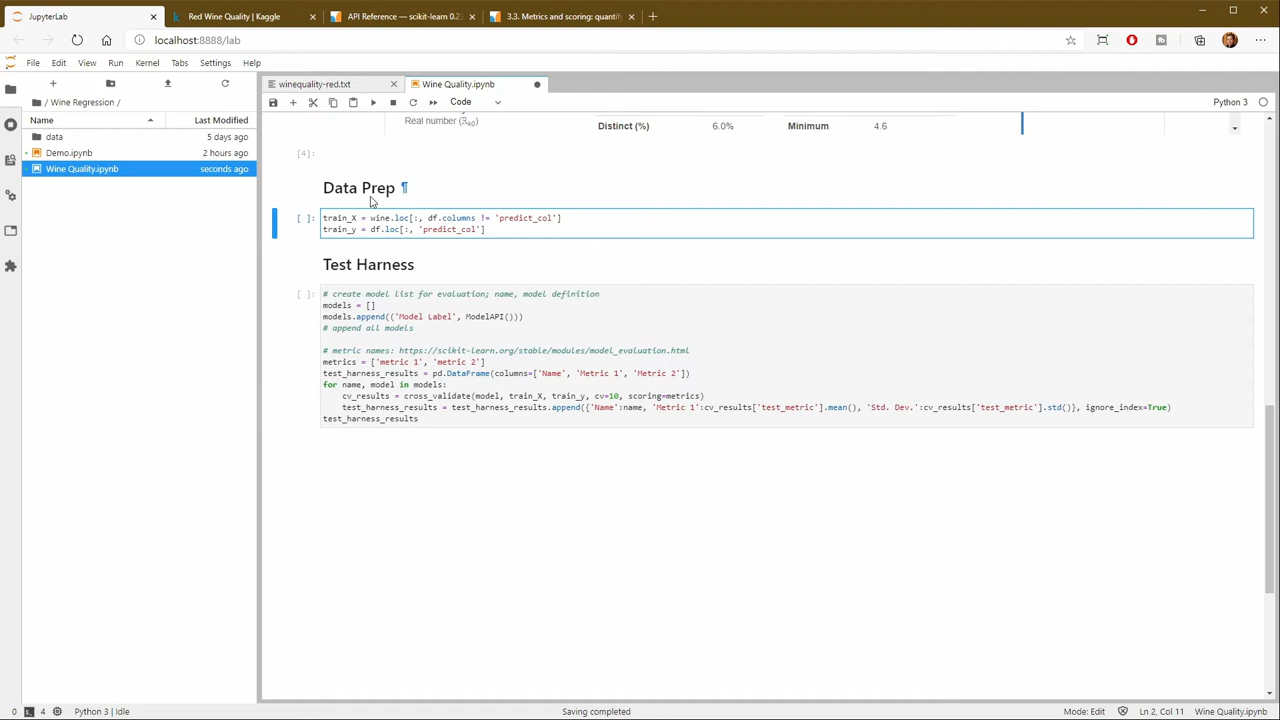 JupyterLab
Red Wine Quality | Kaggle
API Reference — scikit-learn 0.23
3.3. Metrics and scoring: quantify
localhost:8888/lab
File Edit View Run Kernel Tabs Settings Help
winequality-red.txt
Wine Quality.ipynb
Code
Python 3
/ Wine Regression /
Name
Last Modified
data
5 days ago
Demo.ipynb
2 hours ago
Wine Quality.ipynb
seconds ago
Real number (ℝ≥0)
Distinct (%)
6.0%
Minimum
4.6
[4]:
Data Prep ¶
[ ]:
train_X = wine.loc[:, df.columns != 'predict_col']
train_y = df.loc[:, 'predict_col']
Test Harness
[ ]:
# create model list for evaluation; name, model definition
models = []
models.append(('Model Label', ModelAPI()))
# append all models
# metric names: https://scikit-learn.org/stable/modules/model_evaluation.html
metrics = ['metric 1', 'metric 2']
test_harness_results = pd.DataFrame(columns=['Name', 'Metric 1', 'Metric 2'])
for name, model in models:
cv_results = cross_validate(model, train_X, train_y, cv=10, scoring=metrics)
test_harness_results = test_harness_results.append({'Name':name, 'Metric 1':cv_results['test_metric'].mean(), 'Std. Dev.':cv_results['test_metric'].std()}, ignore_index=True)
test_harness_results
0
4
Python 3 | Idle
Saving completed
Mode: Edit
Ln 2, Col 11
Wine Quality.ipynb